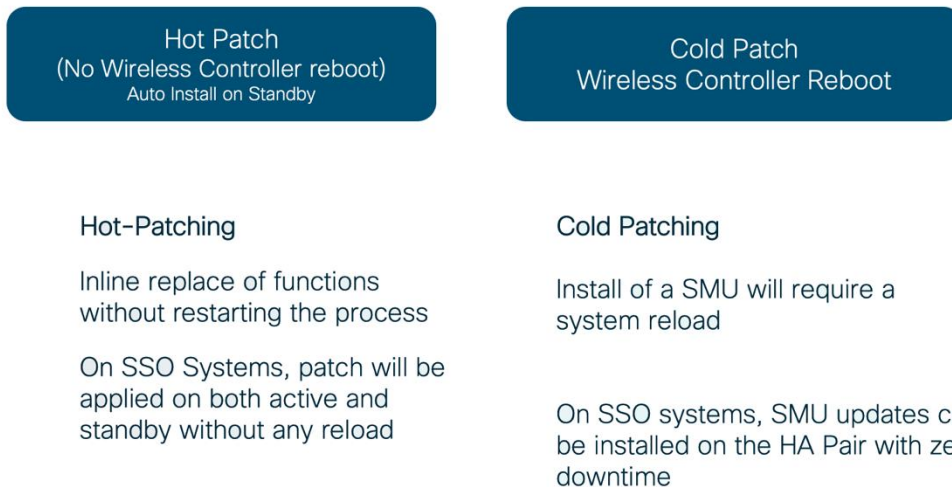 Hot Patch
(No Wireless Controller reboot)
Auto Install on Standby
Cold Patch
Wireless Controller Reboot
Hot-Patching
Inline replace of functions
without restarting the process
On SSO Systems, patch will be
applied on both active and
standby without any reload
Cold Patching
Install of a SMU will require a
system reload
On SSO systems, SMU updates
be installed on the HA Pair with
downtime